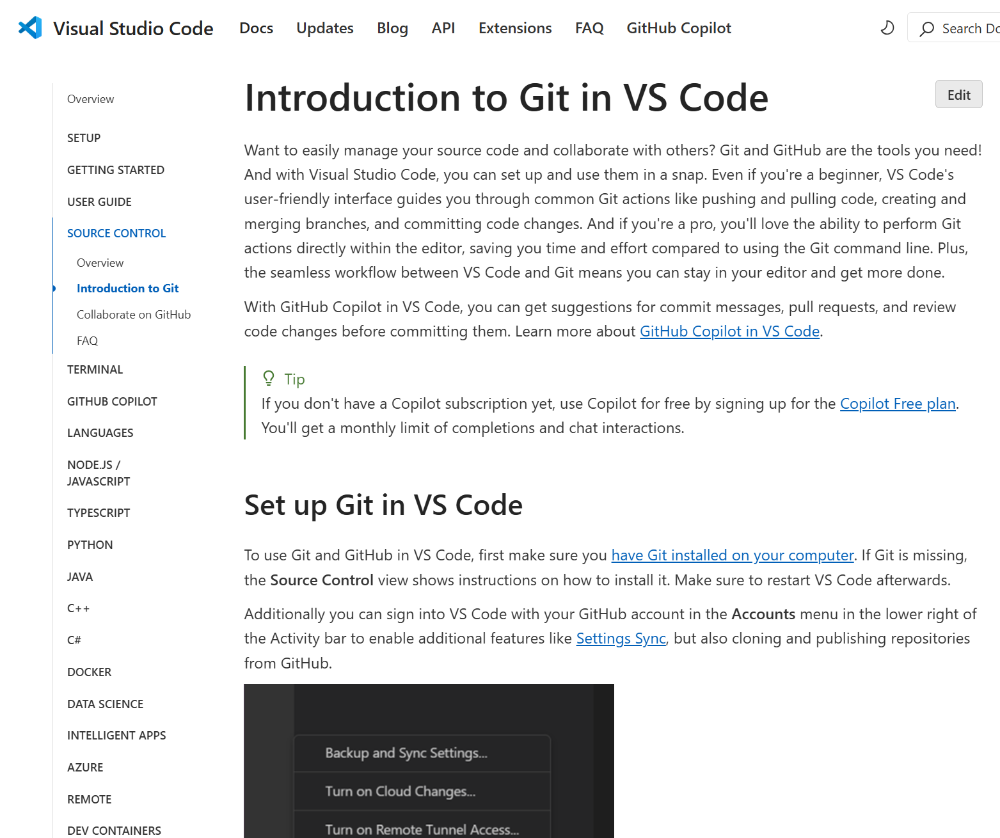 Visual Studio Code Docs Updates Blog API Extensions FAQ GitHub Copilot Search
Overview
SETUP
GETTING STARTED
USER GUIDE
SOURCE CONTROL
Overview
Introduction to Git
Collaborate on GitHub
FAQ
TERMINAL
GITHUB COPILOT
LANGUAGES
NODE.JS /
JAVASCRIPT
TYPESCRIPT
PYTHON
JAVA
C++
C#
DOCKER
DATA SCIENCE
INTELLIGENT APPS
AZURE
REMOTE
DEV CONTAINERS
Introduction to Git in VS Code
Edit
Want to easily manage your source code and collaborate with others? Git and GitHub are the tools you need!
And with Visual Studio Code, you can set up and use them in a snap. Even if you're a beginner, VS Code's
user-friendly interface guides you through common Git actions like pushing and pulling code, creating and
merging branches, and committing code changes. And if you're a pro, you'll love the ability to perform Git
actions directly within the editor, saving you time and effort compared to using the Git command line. Plus,
the seamless workflow between VS Code and Git means you can stay in your editor and get more done.
With GitHub Copilot in VS Code, you can get suggestions for commit messages, pull requests, and review
code changes before committing them. Learn more about GitHub Copilot in VS Code.
Tip
If you don't have a Copilot subscription yet, use Copilot for free by signing up for the Copilot Free plan.
You'll get a monthly limit of completions and chat interactions.
Set up Git in VS Code
To use Git and GitHub in VS Code, first make sure you have Git installed on your computer. If Git is missing,
the Source Control view shows instructions on how to install it. Make sure to restart VS Code afterwards.
Additionally you can sign into VS Code with your GitHub account in the Accounts menu in the lower right of
the Activity bar to enable additional features like Settings Sync, but also cloning and publishing repositories
from GitHub.
Backup and Sync Settings...
Turn on Cloud Changes...
Turn on Remote Tunnel Access...